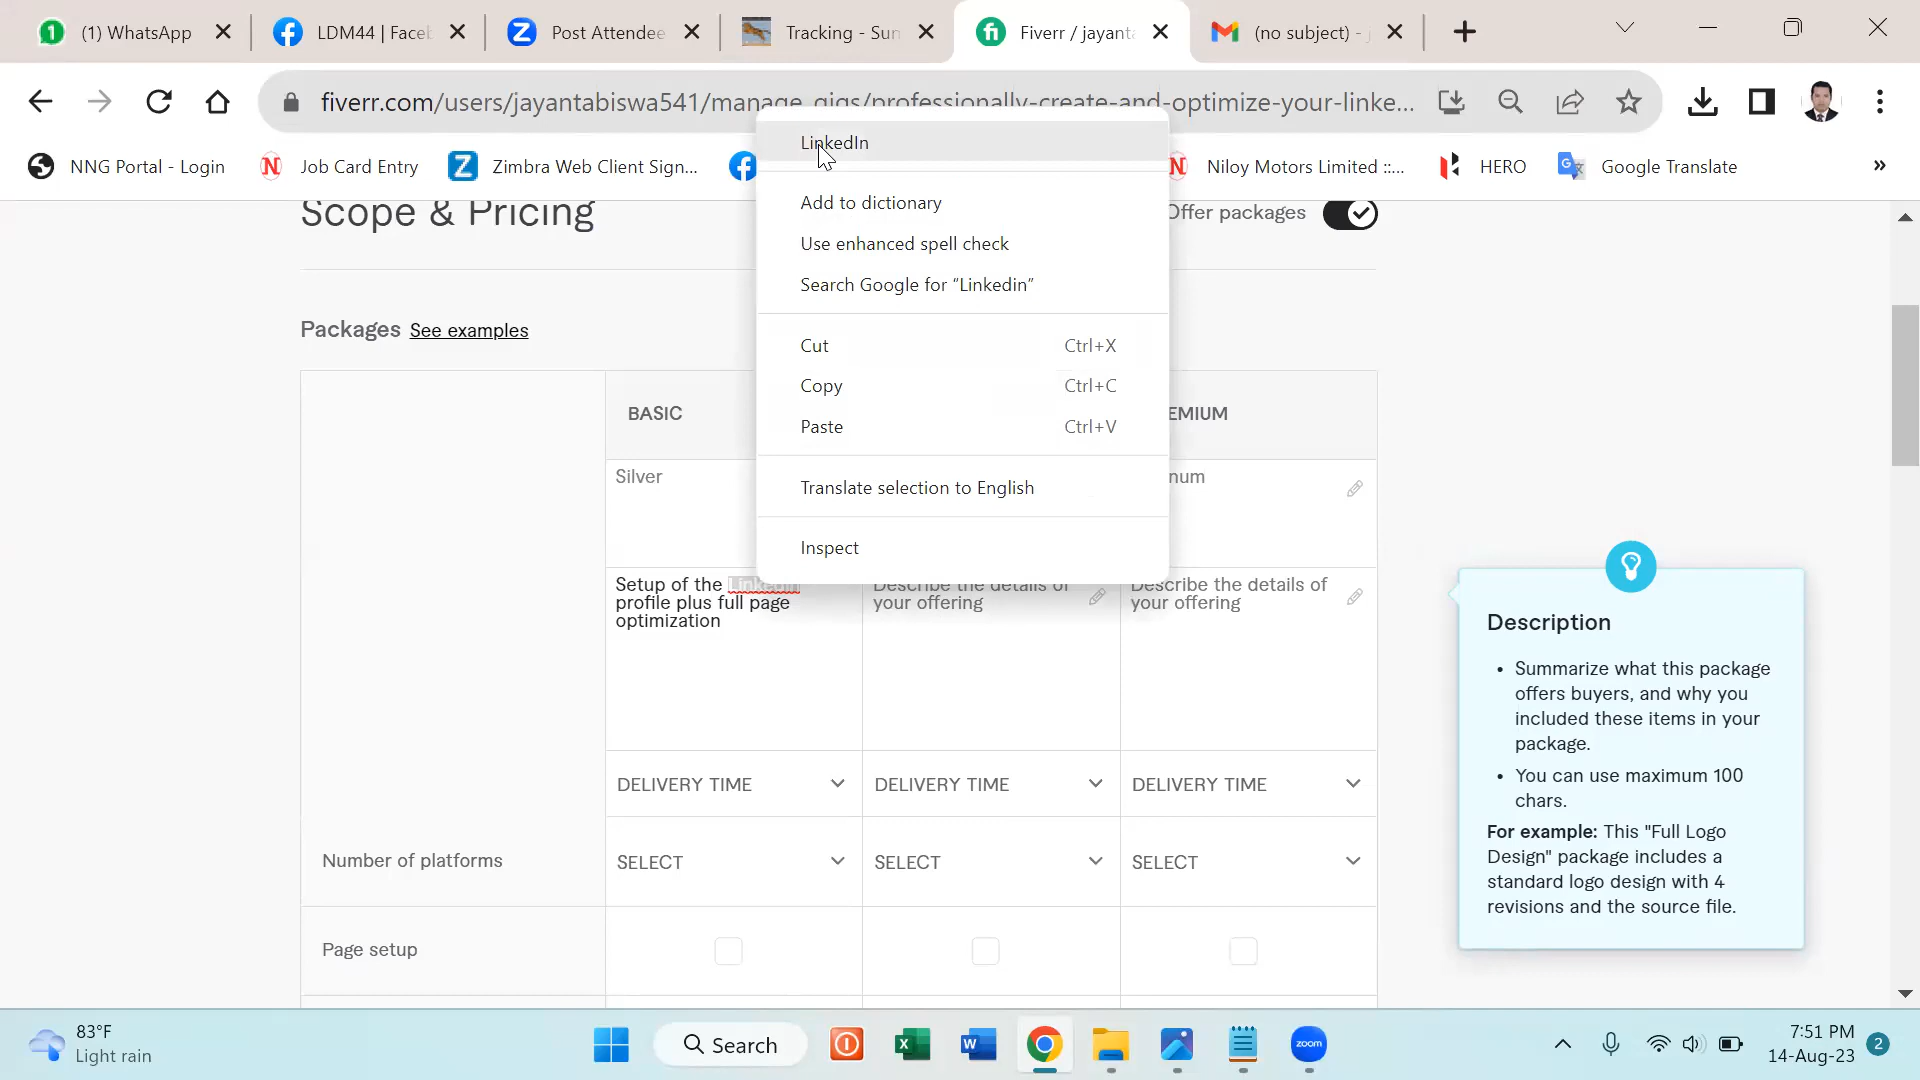 (1) WhatsApp
LDM44 | Faceb
Post Attendee
Tracking - Sun
Fiverr / jayanta
(no subject) - j
fiverr.com/users/jayantabiswa541/manage_gigs/professionally-create-and-optimize-your-linke...
NNG Portal - Login
Job Card Entry
Zimbra Web Client Sign...
Niloy Motors Limited ::...
HERO
Google Translate
»
LinkedIn
Add to dictionary
Use enhanced spell check
Search Google for “Linkedin”
Cut Ctrl+X
Copy Ctrl+C
Paste Ctrl+V
Translate selection to English
Inspect
Scope & Pricing
Offer packages
Packages See examples
BASIC
EMIUM
Silver
num
Setup of the Linkedin
profile plus full page
optimization
Describe the details of
your offering
Describe the details of
your offering
DELIVERY TIME DELIVERY TIME DELIVERY TIME
Number of platforms SELECT SELECT SELECT
Page setup
Description
• Summarize what this package
offers buyers, and why you
included these items in your
package.
• You can use maximum 100
chars.
For example: This "Full Logo
Design" package includes a
standard logo design with 4
revisions and the source file.
83°F
Light rain
Search
zoom
7:51 PM
14-Aug-23
2